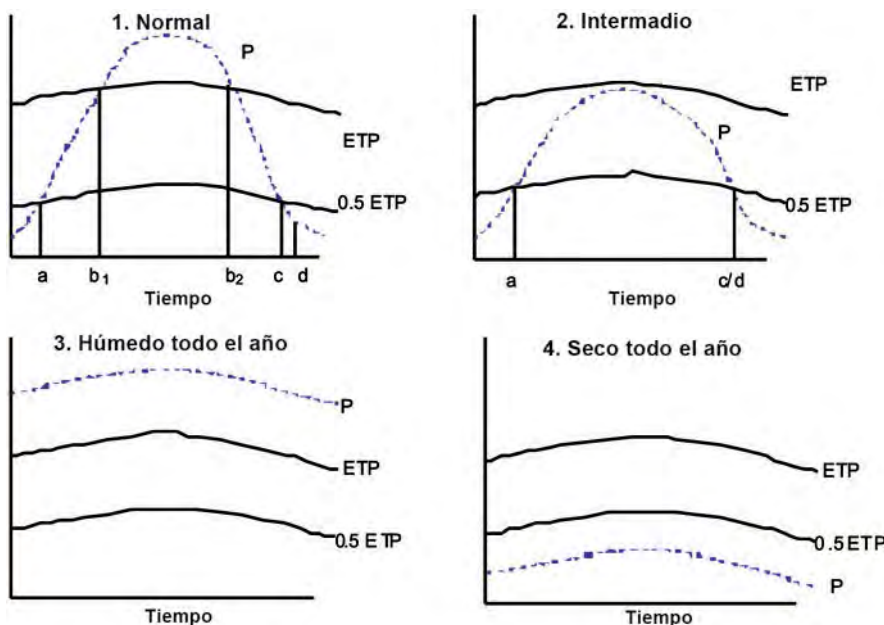 1. Normal
P
ETP
0.5 ETP
a b1 b2 c d
Tiempo
2. Intermadio
ETP
P
0.5 ETP
a c/d
Tiempo
3. Húmedo todo el año
P
ETP
0.5 ETP
Tiempo
4. Seco todo el año
ETP
0.5 ETP
P
Tiempo